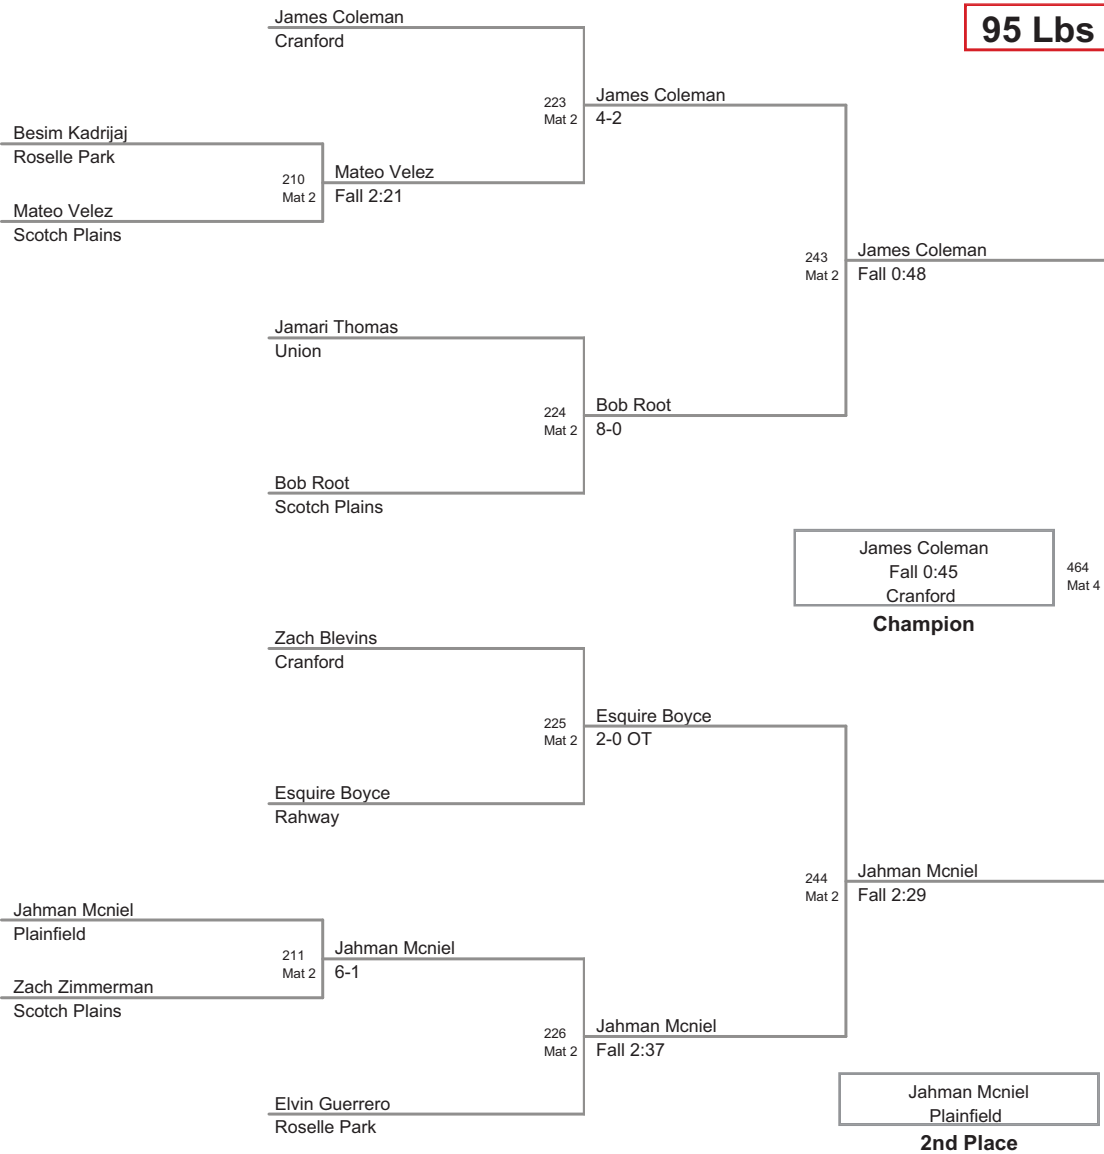 James Coleman
Cranford
95 Lbs
223
Mat 2
James Coleman
4-2
Besim Kadrijaj
Roselle Park
210
Mat 2
Mateo Velez
Fall 2:21
Mateo Velez
Scotch Plains
243
Mat 2
James Coleman
Fall 0:48
Jamari Thomas
Union
224
Mat 2
Bob Root
8-0
Bob Root
Scotch Plains
James Coleman
Fall 0:45
Cranford
464
Mat 4
Champion
Zach Blevins
Cranford
225
Mat 2
Esquire Boyce
2-0 OT
Esquire Boyce
Rahway
244
Mat 2
Jahman Mcniel
Fall 2:29
Jahman Mcniel
Plainfield
211
Mat 2
Jahman Mcniel
6-1
Zach Zimmerman
Scotch Plains
226
Mat 2
Jahman Mcniel
Fall 2:37
Elvin Guerrero
Roselle Park
Jahman Mcniel
Plainfield
2nd Place